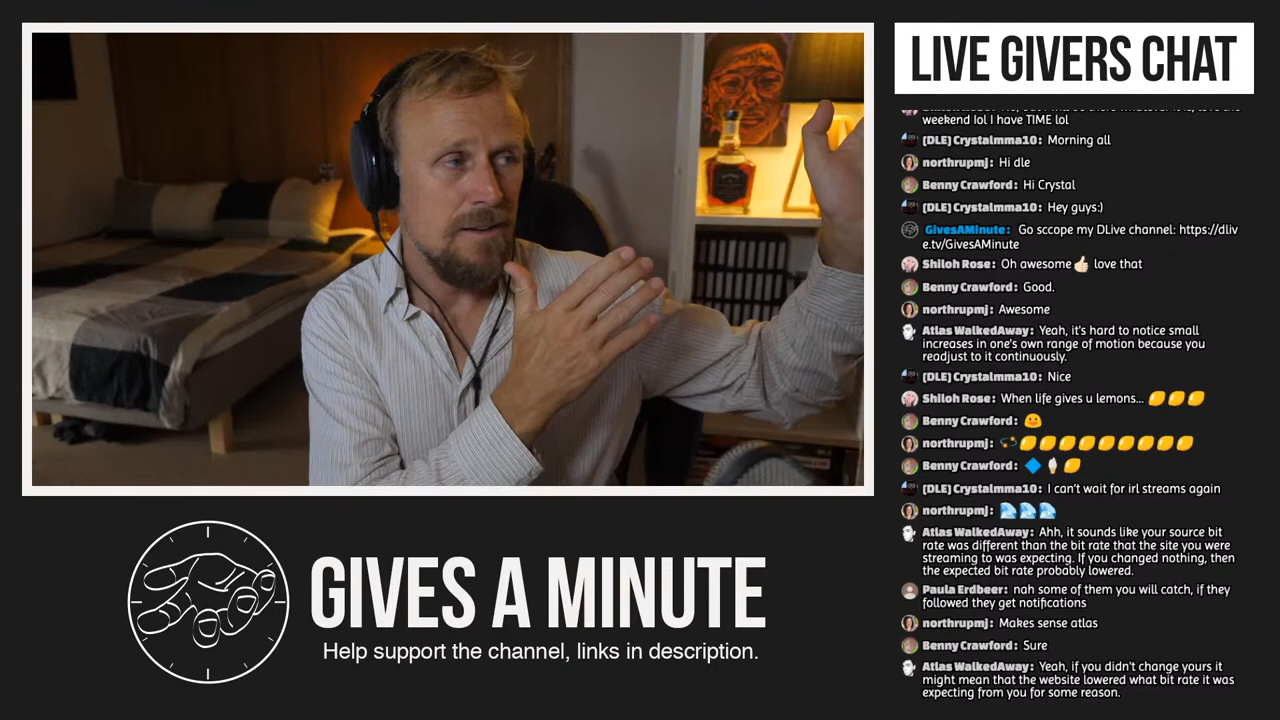 LIVE GIVERS CHAT
weekend lol I have TIME lol
[DLE] Crystalmma10: Morning all
northrupmj: Hi dle
Benny Crawford: Hi Crystal
[DLE] Crystalmma10: Hey guys:)
GivesAMinute: Go sccope my DLive channel: https://dliv
e.tv/GivesAMinute
Shiloh Rose: Oh awesome👍🏻 love that
Benny Crawford: Good.
northrupmj: Awesome
Atlas WalkedAway: Yeah, it's hard to notice small
increases in one's own range of motion because you
readjust to it continuously.
[DLE] Crystalmma10: Nice
Shiloh Rose: When life gives u lemons... 🍋🍋🍋
Benny Crawford:
northrupmj: 💫🍋🍋🍋🍋🍋🍋🍋🍋🍋
Benny Crawford: 🔷🍦🍋
[DLE] Crystalmma10: I can't wait for irl streams again
northrupmj: 🌊🌊🌊
Atlas WalkedAway: Ahh, it sounds like your source bit
rate was different than the bit rate that the site you were
streaming to was expecting. If you changed nothing, then
the expected bit rate probably lowered.
Paula Erdbeer: nah some of them you will catch, if they
followed they get notifications
northrupmj: Makes sense atlas
Benny Crawford: Sure
Atlas WalkedAway: Yeah, if you didn't change yours it
might mean that the website lowered what bit rate it was
expecting from you for some reason.
GIVES A MINUTE
Help support the channel, links in description.